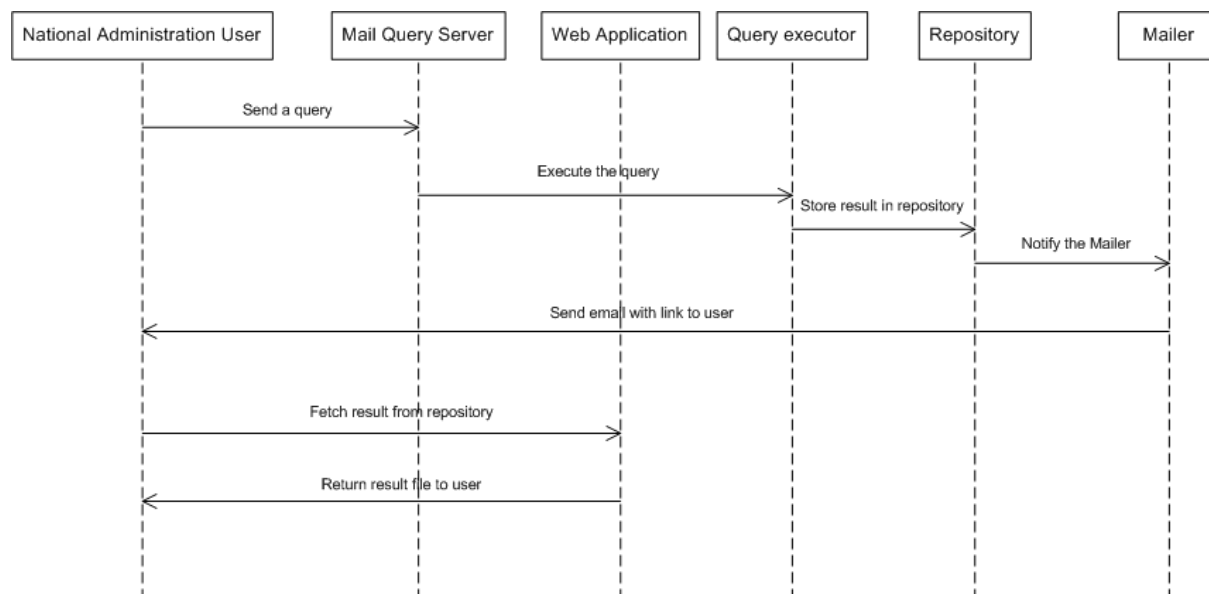 National Administration User
Mail Query Server
Web Application
Query executor
Repository
Mailer
Send a query
Execute the query
Store result in repository
Notify the Mailer
Send email with link to user
Fetch result from repository
Return result file to user